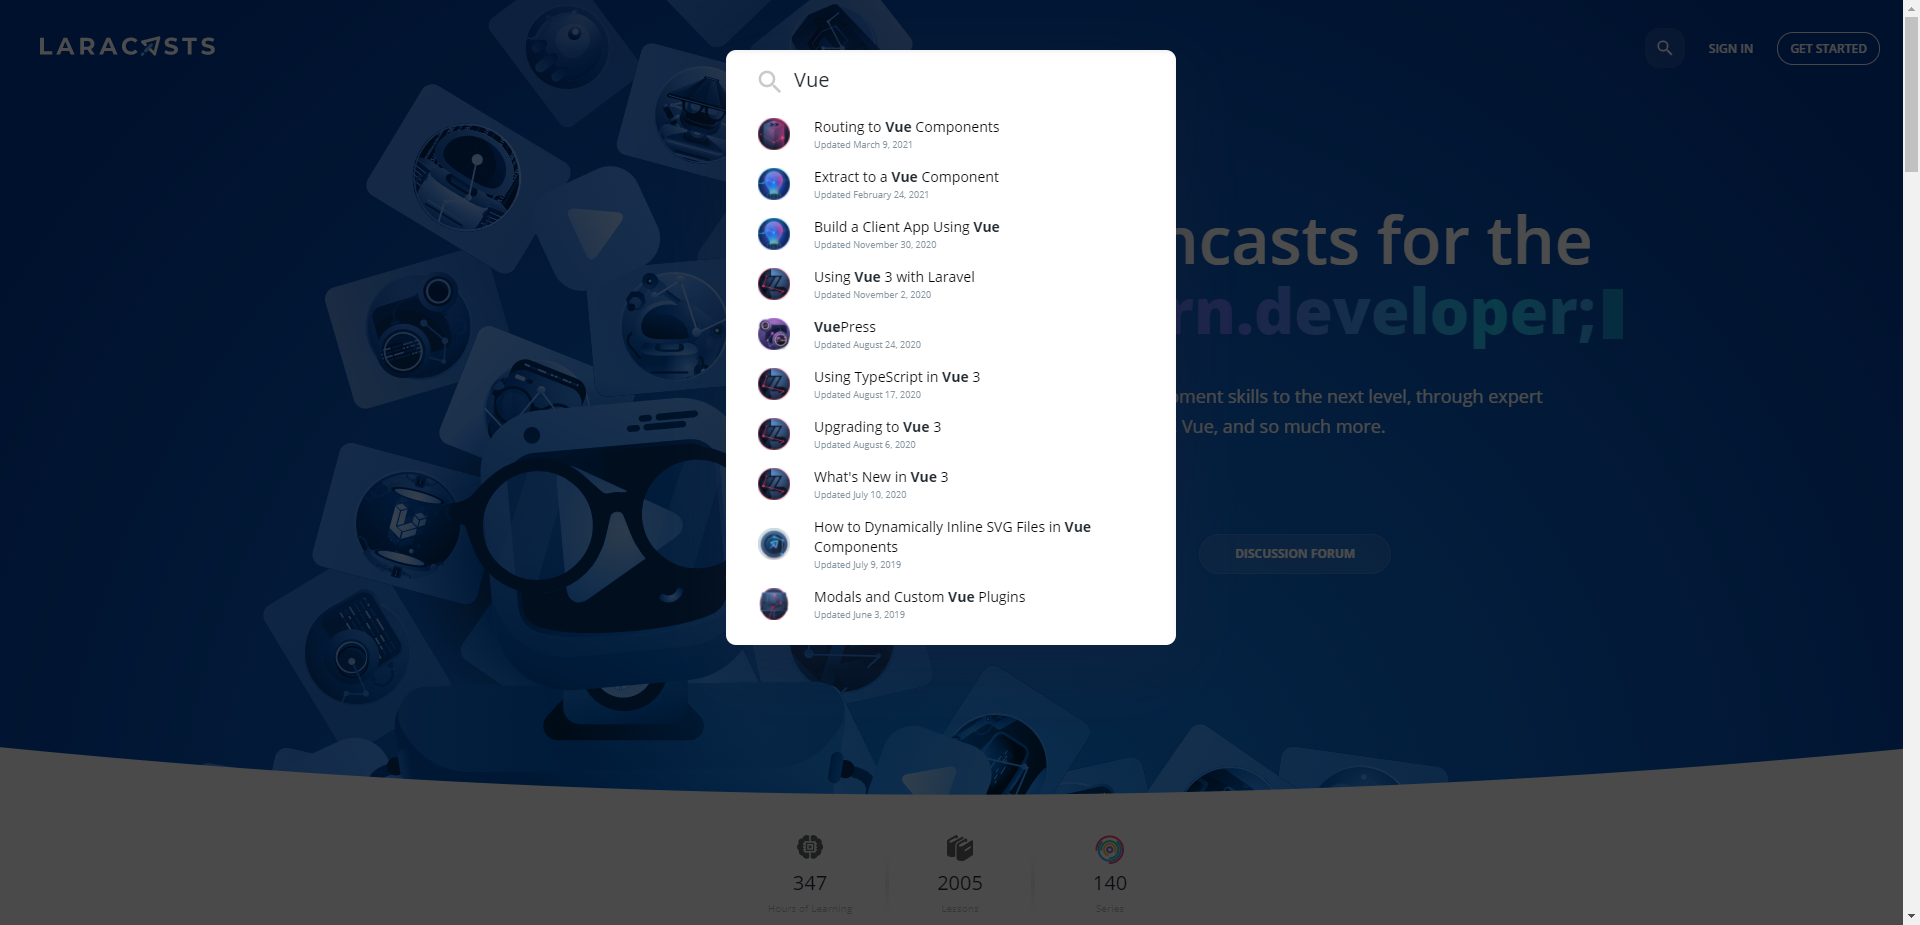 LARACASTS
SIGN IN
GET STARTED
Vue
Routing to Vue Components
Updated March 9, 2021
Extract to a Vue Component
Updated February 24, 2021
Build a Client App Using Vue
Updated November 30, 2020
Using Vue 3 with Laravel
Updated November 2, 2020
VuePress
Updated August 24, 2020
Using TypeScript in Vue 3
Updated August 17, 2020
Upgrading to Vue 3
Updated August 6, 2020
What's New in Vue 3
Updated July 10, 2020
How to Dynamically Inline SVG Files in Vue
Components
Updated July 9, 2019
Modals and Custom Vue Plugins
Updated June 3, 2019
ncasts for the
rn.developer;
ment skills to the next level, through expert
Vue, and so much more.
DISCUSSION FORUM
347
2005
140
Hours of Learning
Lessons
Series